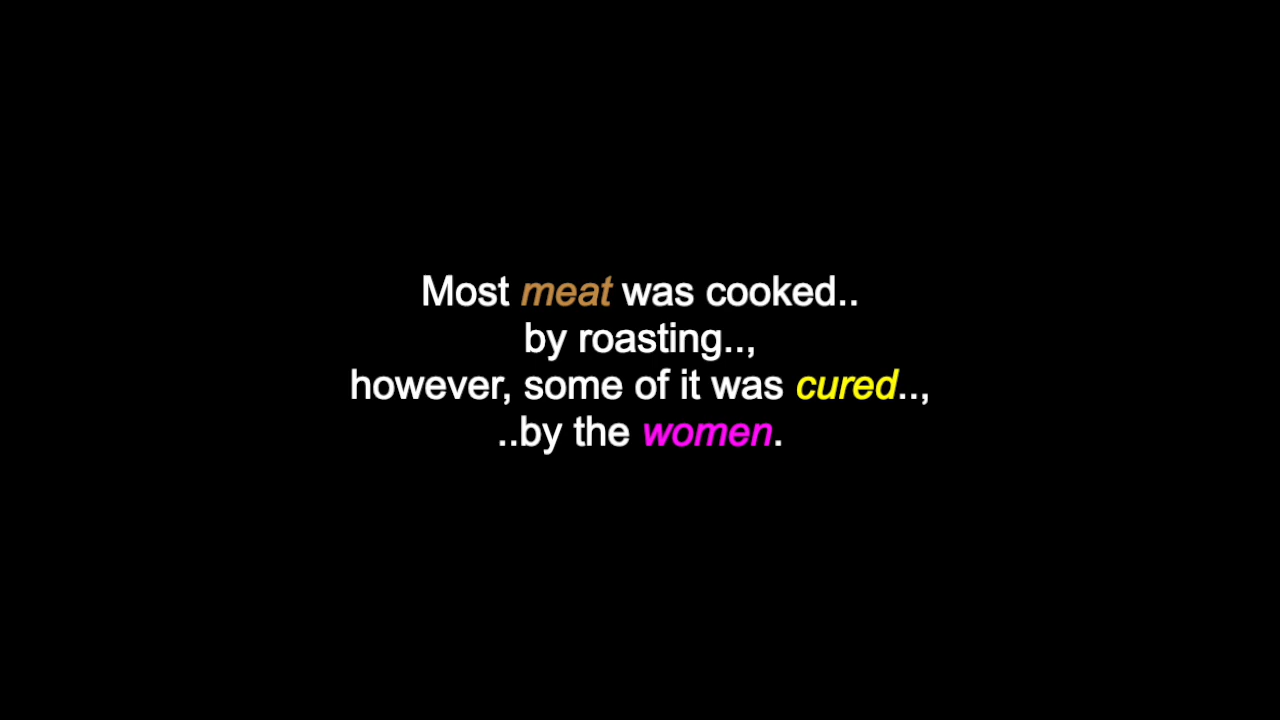 Most meat was cooked..
by roasting..,
however, some of it was cured..,
..by the women.